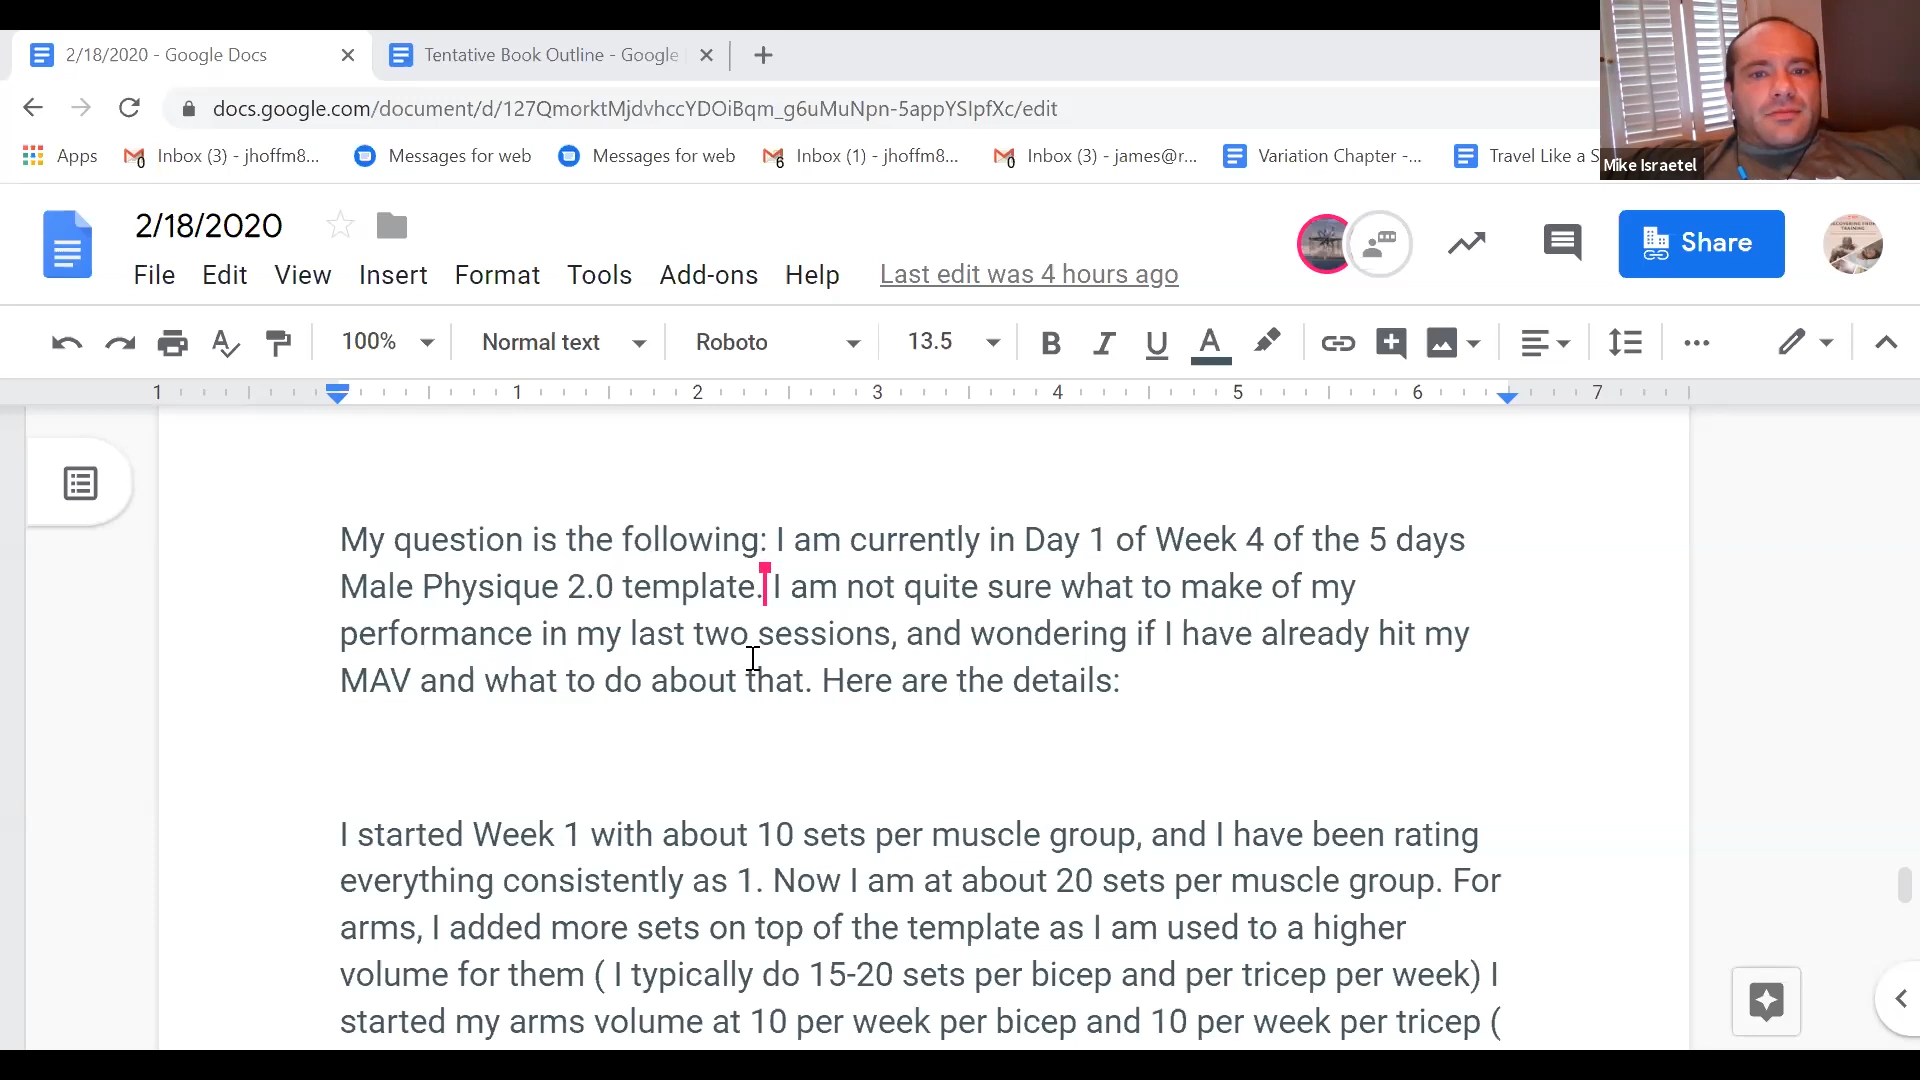 2/18/2020 - Google Docs
Tentative Book Outline - Google
docs.google.com/document/d/127QmorktMjdvhccYDOiBqm_g6uMuNpn-5appYSIpfXc/edit
Apps
0
Inbox (3) - jhoffm8...
Messages for web
Messages for web
6
Inbox (1) - jhoffm8...
0
Inbox (3) - james@r...
Variation Chapter -...
Travel Like a S
Mike Israetel
2/18/2020
File Edit View Insert Format Tools Add-ons Help
Last edit was 4 hours ago
Share
100%
Normal text
Roboto
13.5
B I U A
1 1 2 3 4 5 6 7
My question is the following: I am currently in Day 1 of Week 4 of the 5 days
Male Physique 2.0 template. I am not quite sure what to make of my
performance in my last two sessions, and wondering if I have already hit my
MAV and what to do about that. Here are the details:
I started Week 1 with about 10 sets per muscle group, and I have been rating
everything consistently as 1. Now I am at about 20 sets per muscle group. For
arms, I added more sets on top of the template as I am used to a higher
volume for them ( I typically do 15-20 sets per bicep and per tricep per week) I
started my arms volume at 10 per week per bicep and 10 per week per tricep (